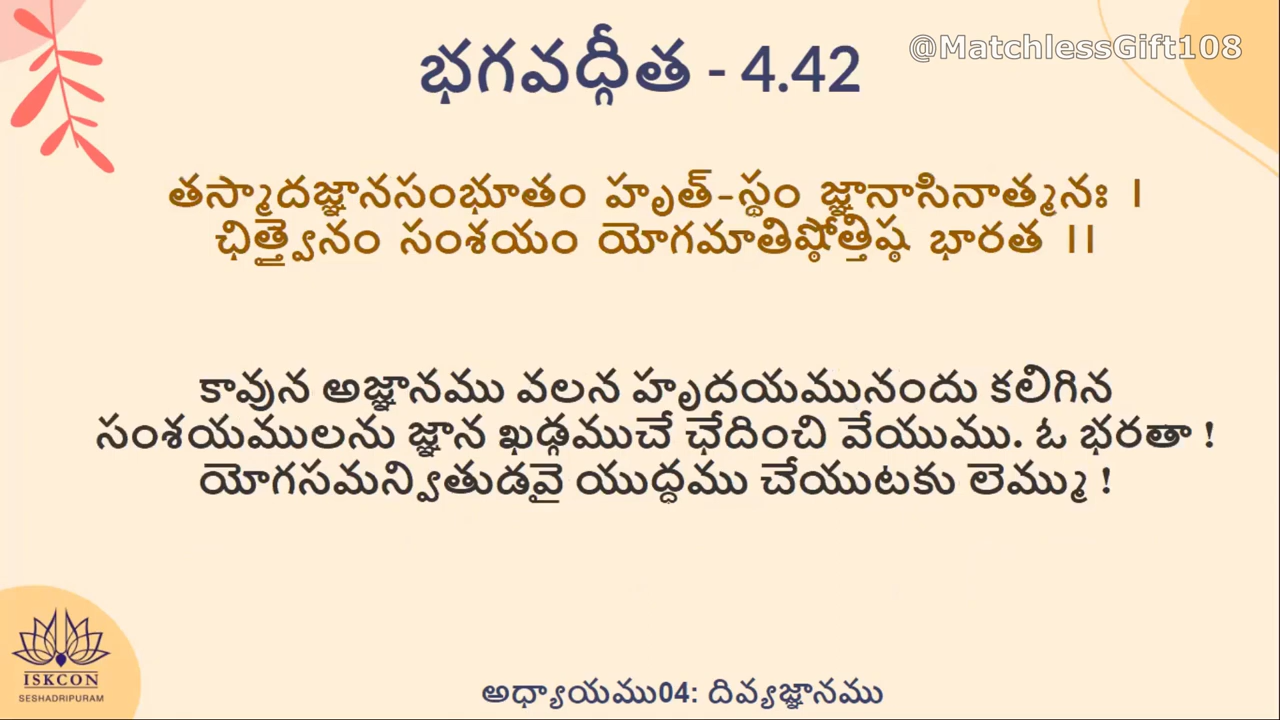 భగవద్గీత - 4.42
@MatchlessGift108
తస్మాదజ్ఞానసంభూతం హృత్-స్థం జ్ఞానాసినాత్మనః ।
ఛిత్త్వైనం సంశయం యోగమాతిష్ఠోత్తిష్ఠ భారత ।।
కావున అజ్ఞానము వలన హృదయమునందు కలిగిన
సంశయములను జ్ఞాన ఖడ్గముచే ఛేదించి వేయుము. ఓ భరతా !
యోగసమన్వితుడవై యుద్ధము చేయుటకు లెమ్ము !
ISKCON
SESHADRIPURAM
అధ్యాయము04: దివ్యజ్ఞానము